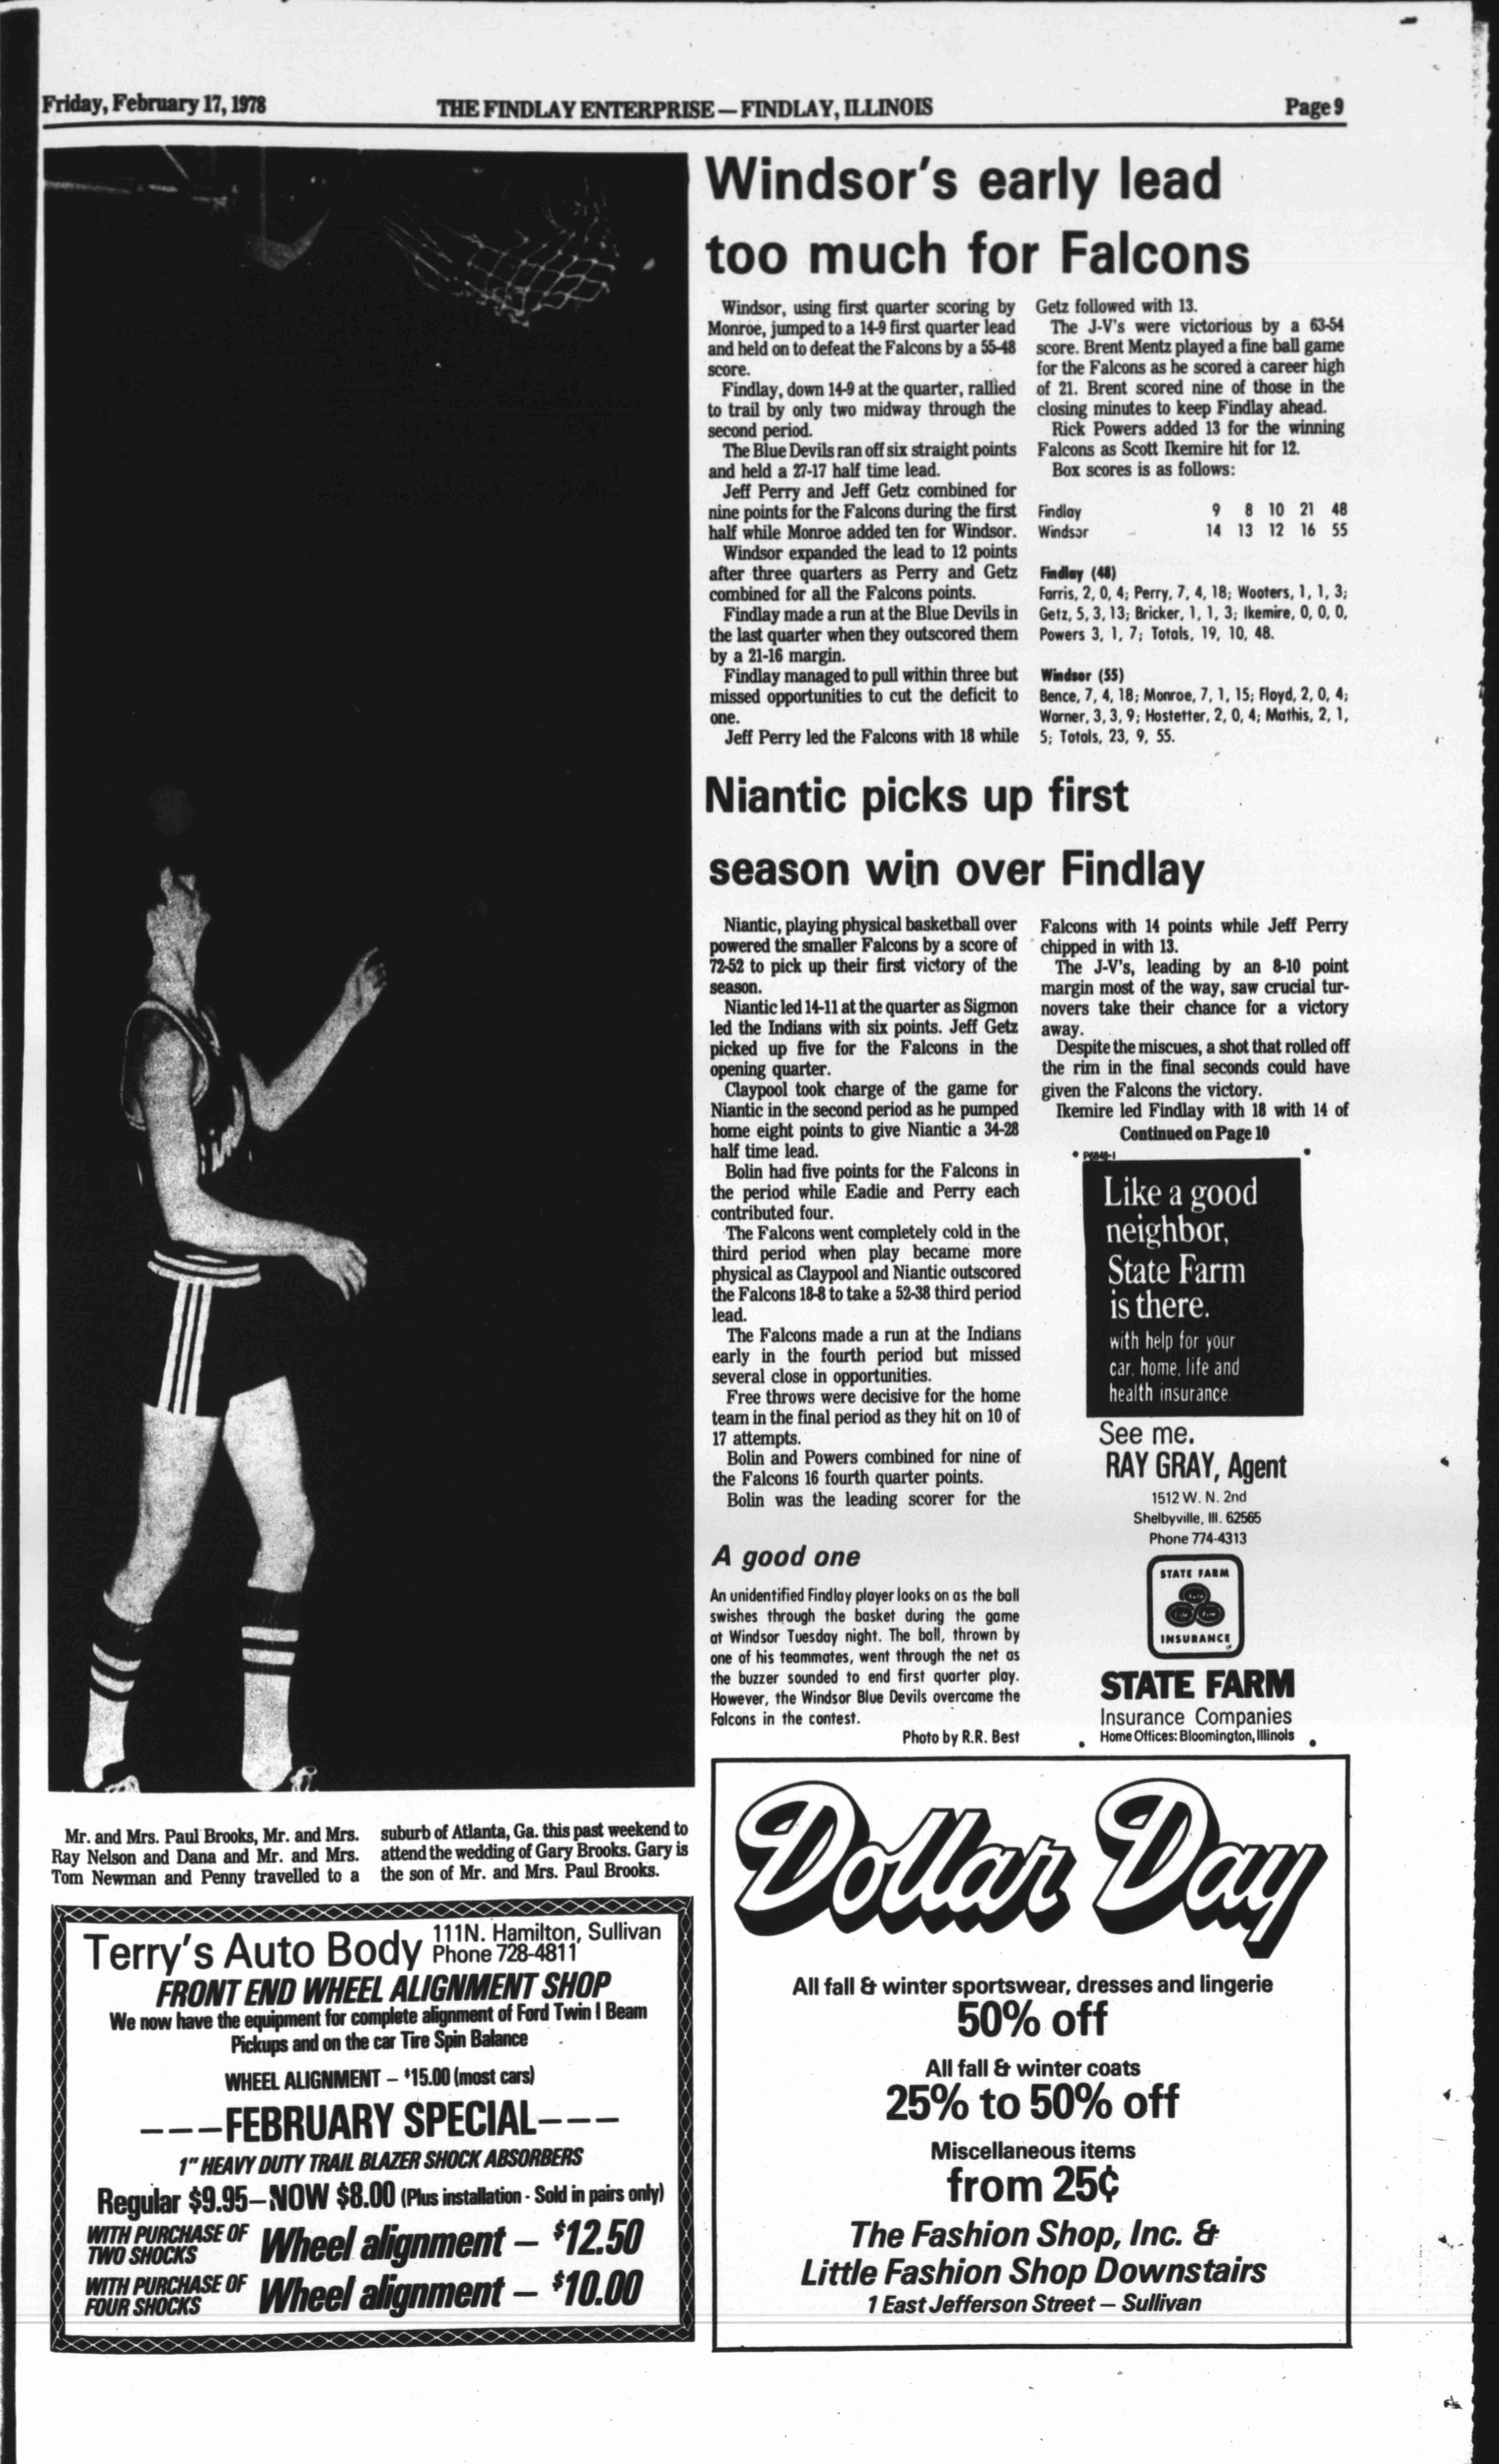 Friday, February 17, 1978
THE FINDLAY ENTERPRISE — FINDLAY, ILLINOIS
Page 9
Windsor's early lead
too much for Falcons
Windsor, using first quarter scoring by
Monroe, jumped to a 14-9 first quarter lead
and held on to defeat the Falcons by a 55-48
score.
Findlay, down 14-9 at the quarter, rallied
to trail by only two midway through the
second period.
The Blue Devils ran off six straight points
and held a 27-17 half time lead.
Jeff Perry and Jeff Getz combined for
nine points for the Falcons during the first
half while Monroe added ten for Windsor.
Windsor expanded the lead to 12 points
after three quarters as Perry and Getz
combined for all the Falcons points.
Findlay made a run at the Blue Devils in
the last quarter when they outscored them
by a 21-16 margin.
Findlay managed to pull within three but
missed opportunities to cut the deficit to
one.
Jeff Perry led the Falcons with 18 while
Getz followed with 13.
The J-V's were victorious by a 63-54
score. Brent Mentz played a fine ball game
for the Falcons as he scored a career high
of 21. Brent scored nine of those in the
closing minutes to keep Findlay ahead.
Rick Powers added 13 for the winning
Falcons as Scott Ikemire hit for 12.
Box scores is as follows:
Findlay 9 8 10 21 48
Windsor 14 13 12 16 55
Findlay (48)
Farris, 2, 0, 4; Perry, 7, 4, 18; Wooters, 1, 1, 3;
Getz, 5, 3, 13; Bricker, 1, 1, 3; Ikemire, 0, 0, 0,
Powers 3, 1, 7; Totals, 19, 10, 48.
Windsor (55)
Bence, 7, 4, 18; Monroe, 7, 1, 15; Floyd, 2, 0, 4;
Warner, 3, 3, 9; Hostetter, 2, 0, 4; Mathis, 2, 1,
5; Totals, 23, 9, 55.
Niantic picks up first
season win over Findlay
Niantic, playing physical basketball over
powered the smaller Falcons by a score of
72-52 to pick up their first victory of the
season.
Niantic led 14-11 at the quarter as Sigmon
led the Indians with six points. Jeff Getz
picked up five for the Falcons in the
opening quarter.
Claypool took charge of the game for
Niantic in the second period as he pumped
home eight points to give Niantic a 34-28
half time lead.
Bolin had five points for the Falcons in
the period while Eadie and Perry each
contributed four.
The Falcons went completely cold in the
third period when play became more
physical as Claypool and Niantic outscored
the Falcons 18-8 to take a 52-38 third period
lead.
The Falcons made a run at the Indians
early in the fourth period but missed
several close in opportunities.
Free throws were decisive for the home
team in the final period as they hit on 10 of
17 attempts.
Bolin and Powers combined for nine of
the Falcons 16 fourth quarter points.
Bolin was the leading scorer for the
Falcons with 14 points while Jeff Perry
chipped in with 13.
The J-V's, leading by an 8-10 point
margin most of the way, saw crucial tur-
novers take their chance for a victory
away.
Despite the miscues, a shot that rolled off
the rim in the final seconds could have
given the Falcons the victory.
Ikemire led Findlay with 18 with 14 of
Continued on Page 10
A good one
An unidentified Findlay player looks on as the ball
swishes through the basket during the game
at Windsor Tuesday night. The ball, thrown by
one of his teammates, went through the net as
the buzzer sounded to end first quarter play.
However, the Windsor Blue Devils overcame the
Falcons in the contest.
Photo by R.R. Best
P6848-1
Like a good
neighbor,
State Farm
is there.
with help for your
car, home, life and
health insurance.
See me.
RAY GRAY, Agent
1512 W. N. 2nd
Shelbyville, Ill. 62565
Phone 774-4313
STATE FARM
INSURANCE
STATE FARM
Insurance Companies
Home Offices: Bloomington, Illinois
Mr. and Mrs. Paul Brooks, Mr. and Mrs.
Ray Nelson and Dana and Mr. and Mrs.
Tom Newman and Penny travelled to a
suburb of Atlanta, Ga. this past weekend to
attend the wedding of Gary Brooks. Gary is
the son of Mr. and Mrs. Paul Brooks.
Terry's Auto Body 111 N. Hamilton, Sullivan
Phone 728-4811
FRONT END WHEEL ALIGNMENT SHOP
We now have the equipment for complete alignment of Ford Twin I Beam
Pickups and on the car Tire Spin Balance
WHEEL ALIGNMENT – $15.00 (most cars)
---FEBRUARY SPECIAL---
1" HEAVY DUTY TRAIL BLAZER SHOCK ABSORBERS
Regular $9.95–NOW $8.00 (Plus installation - Sold in pairs only)
WITH PURCHASE OF
TWO SHOCKS
Wheel alignment – $12.50
WITH PURCHASE OF
FOUR SHOCKS
Wheel alignment – $10.00
Dollar Day
All fall & winter sportswear, dresses and lingerie
50% off
All fall & winter coats
25% to 50% off
Miscellaneous items
from 25¢
The Fashion Shop, Inc. &
Little Fashion Shop Downstairs
1 East Jefferson Street – Sullivan